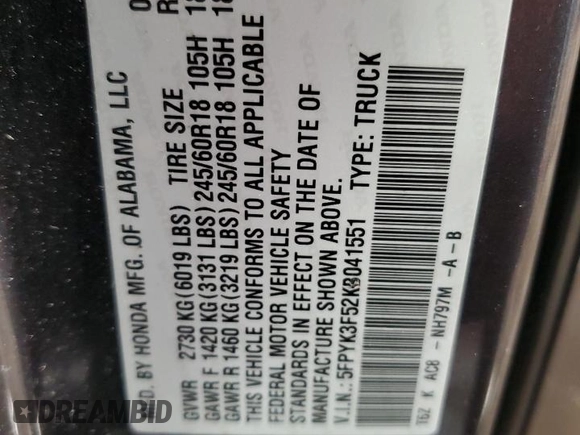 D. BY HONDA MFG. OF ALABAMA, LLC
GVWR 2730 KG (6019 LBS) TIRE SIZE
GAWR F 1420 KG (3131 LBS) 245/60R18 105H
GAWR R 1460 KG (3219 LBS) 245/60R18 105H
THIS VEHICLE CONFORMS TO ALL APPLICABLE
FEDERAL MOTOR VEHICLE SAFETY
STANDARDS IN EFFECT ON THE DATE OF
MANUFACTURE SHOWN ABOVE.
V.I.N.: 5FPYK3F52KB041551 TYPE: TRUCK
T6Z K AC8 - NH797M -A - B
5FREEPBID